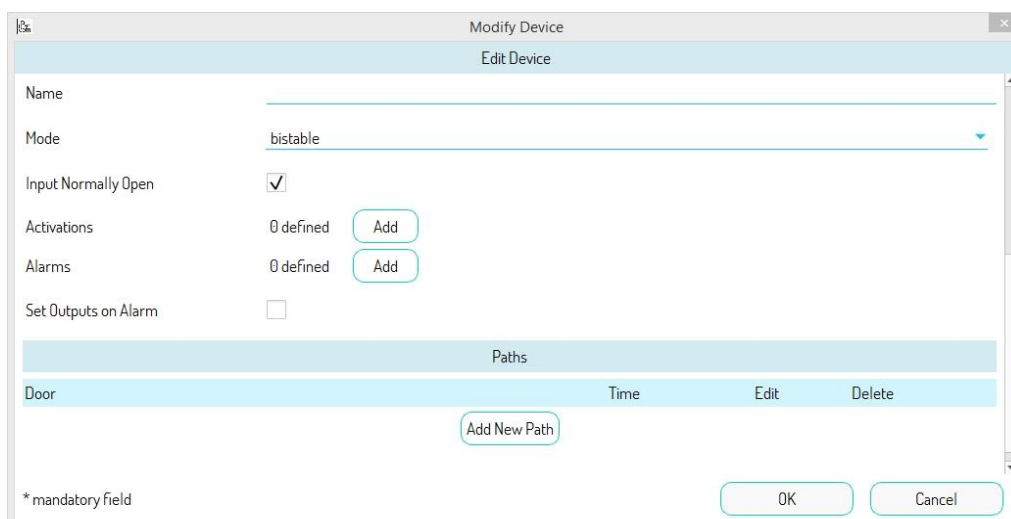 Modify Device
Edit Device
Name
Mode bistable
Input Normally Open
Activations 0 defined Add
Alarms 0 defined Add
Set Outputs on Alarm
Paths
Door Time Edit Delete
Add New Path
* mandatory field OK Cancel